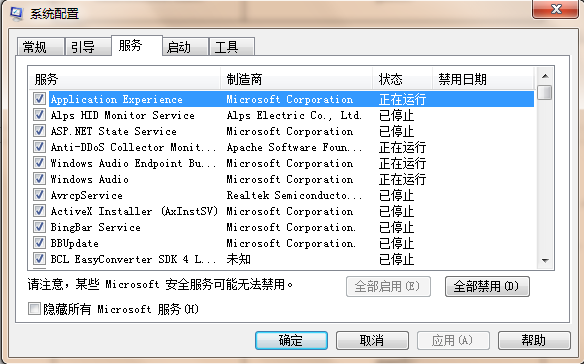 系统配置
常规 引导 服务 启动 工具
服务 制造商 状态 禁用日期
Application Experience Microsoft Corporation 正在运行
Alps HID Monitor Service Alps Electric Co., Ltd. 已停止
ASP.NET State Service Microsoft Corporation 已停止
Anti-DDoS Collector Monit... Apache Software Foun... 正在运行
Windows Audio Endpoint Bu... Microsoft Corporation 正在运行
Windows Audio Microsoft Corporation 正在运行
AvrcpService Realtek Semiconducto... 已停止
ActiveX Installer (AxInstSV) Microsoft Corporation 已停止
BingBar Service Microsoft Corporation. 已停止
BBUpdate Microsoft Corporation. 已停止
BCL EasyConverter SDK 4 L... 未知 已停止
请注意，某些 Microsoft 安全服务可能无法禁用。 全部启用(E) 全部禁用(D)
隐藏所有 Microsoft 服务(H)
确定 取消 应用(A) 帮助